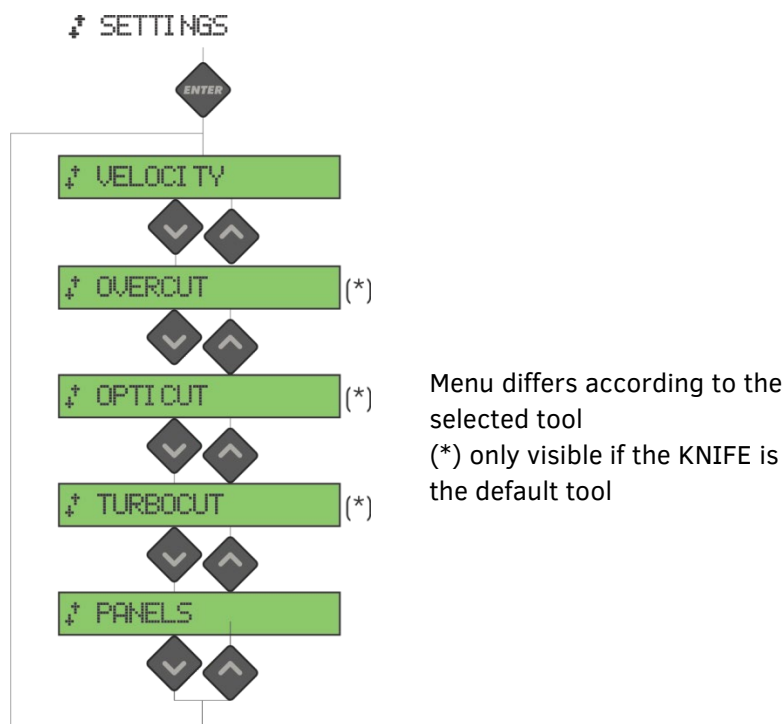 SETTINGS
ENTER
VELOCITY
OVERCUT (*)
OPTICUT (*)
TURBOCUT (*)
PANELS
Menu differs according to the
selected tool
(*) only visible if the KNIFE is
the default tool